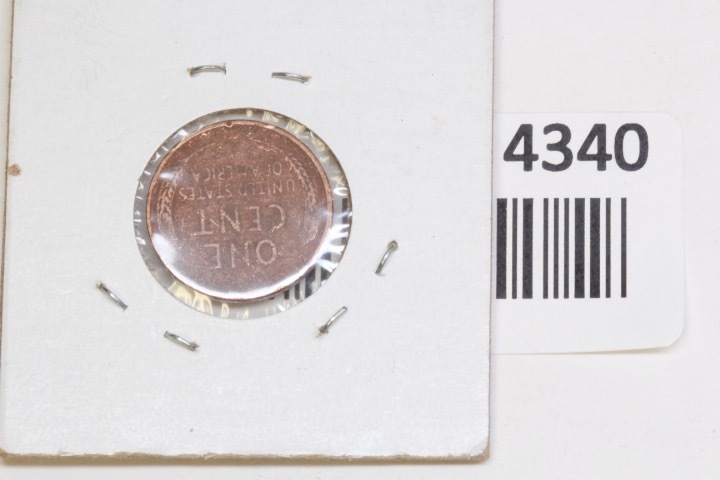 4340
ONE
CENT
UNITED STATES
OF AMERICA